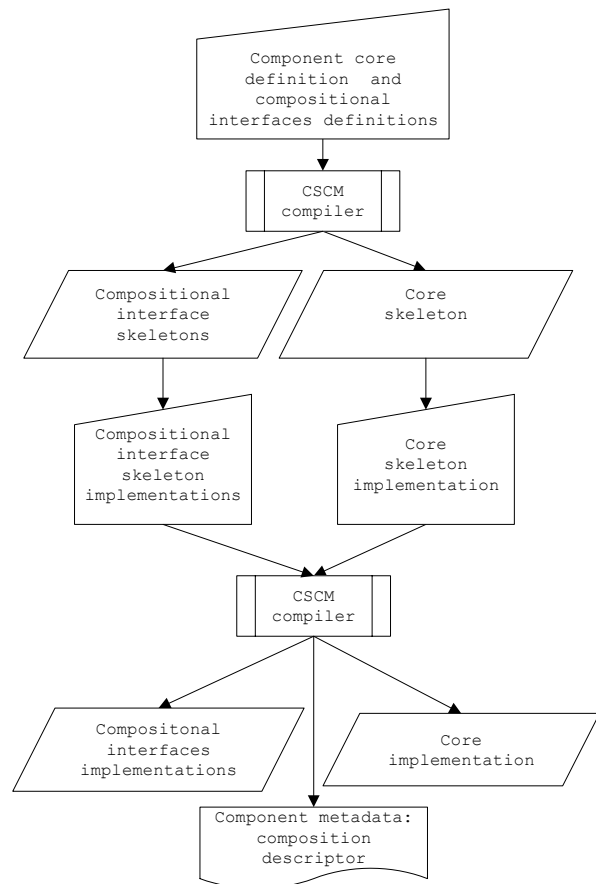 Component core
definition and
compositional
interfaces definitions
CSCM
compiler
Compositional
interface
skeletons
Core
skeleton
Compositional
interface
skeleton
implementations
Core
skeleton
implementation
CSCM
compiler
Compositonal
interfaces
implementations
Core
implementation
Component metadata:
composition
descriptor